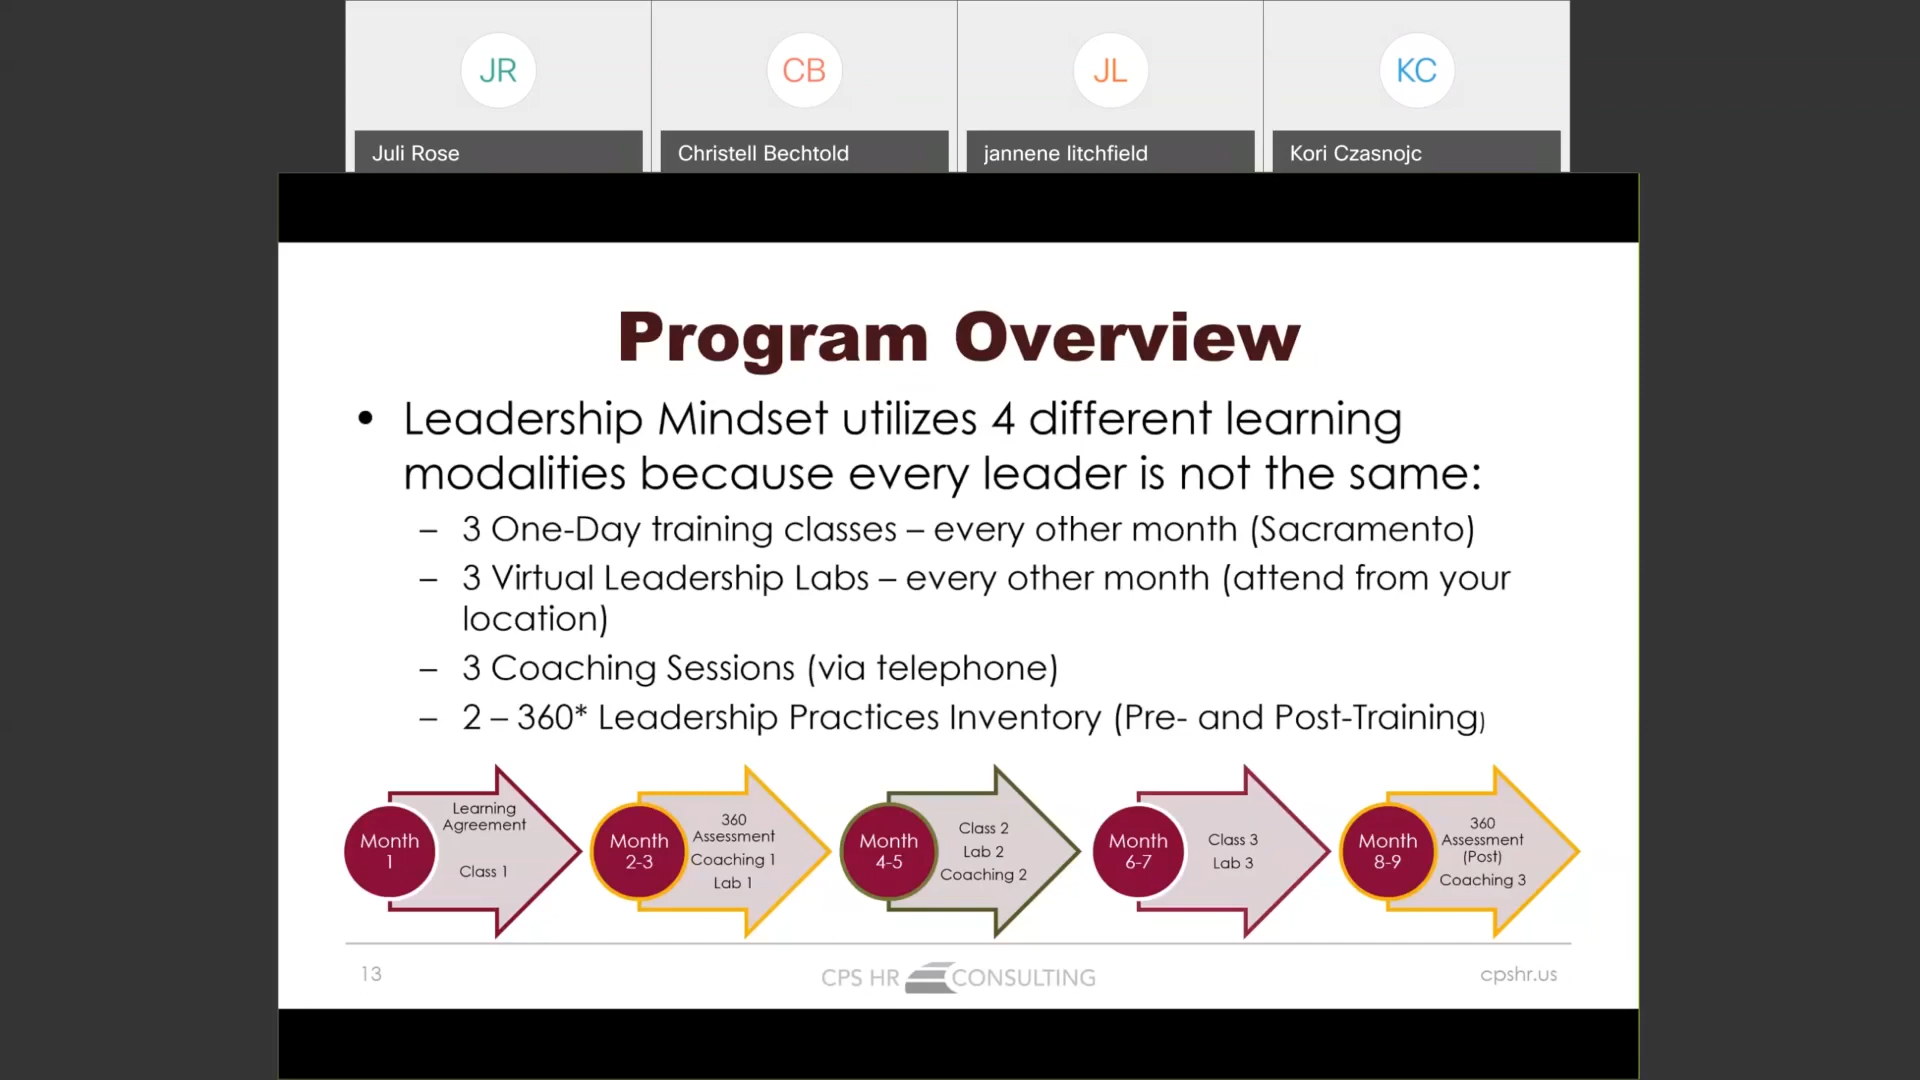 JR
CB
JL
KC
Juli Rose
Christell Bechtold
jannene litchfield
Kori Czasnojc
Program Overview
• Leadership Mindset utilizes 4 different learning
modalities because every leader is not the same:
– 3 One-Day training classes – every other month (Sacramento)
– 3 Virtual Leadership Labs – every other month (attend from your
location)
– 3 Coaching Sessions (via telephone)
– 2 – 360* Leadership Practices Inventory (Pre- and Post-Training)
Month
1
Learning
Agreement
Class 1
Month
2-3
360
Assessment
Coaching 1
Lab 1
Month
4-5
Class 2
Lab 2
Coaching 2
Month
6-7
Class 3
Lab 3
Month
8-9
360
Assessment
(Post)
Coaching 3
13
CPS HR CONSULTING
cpshr.us